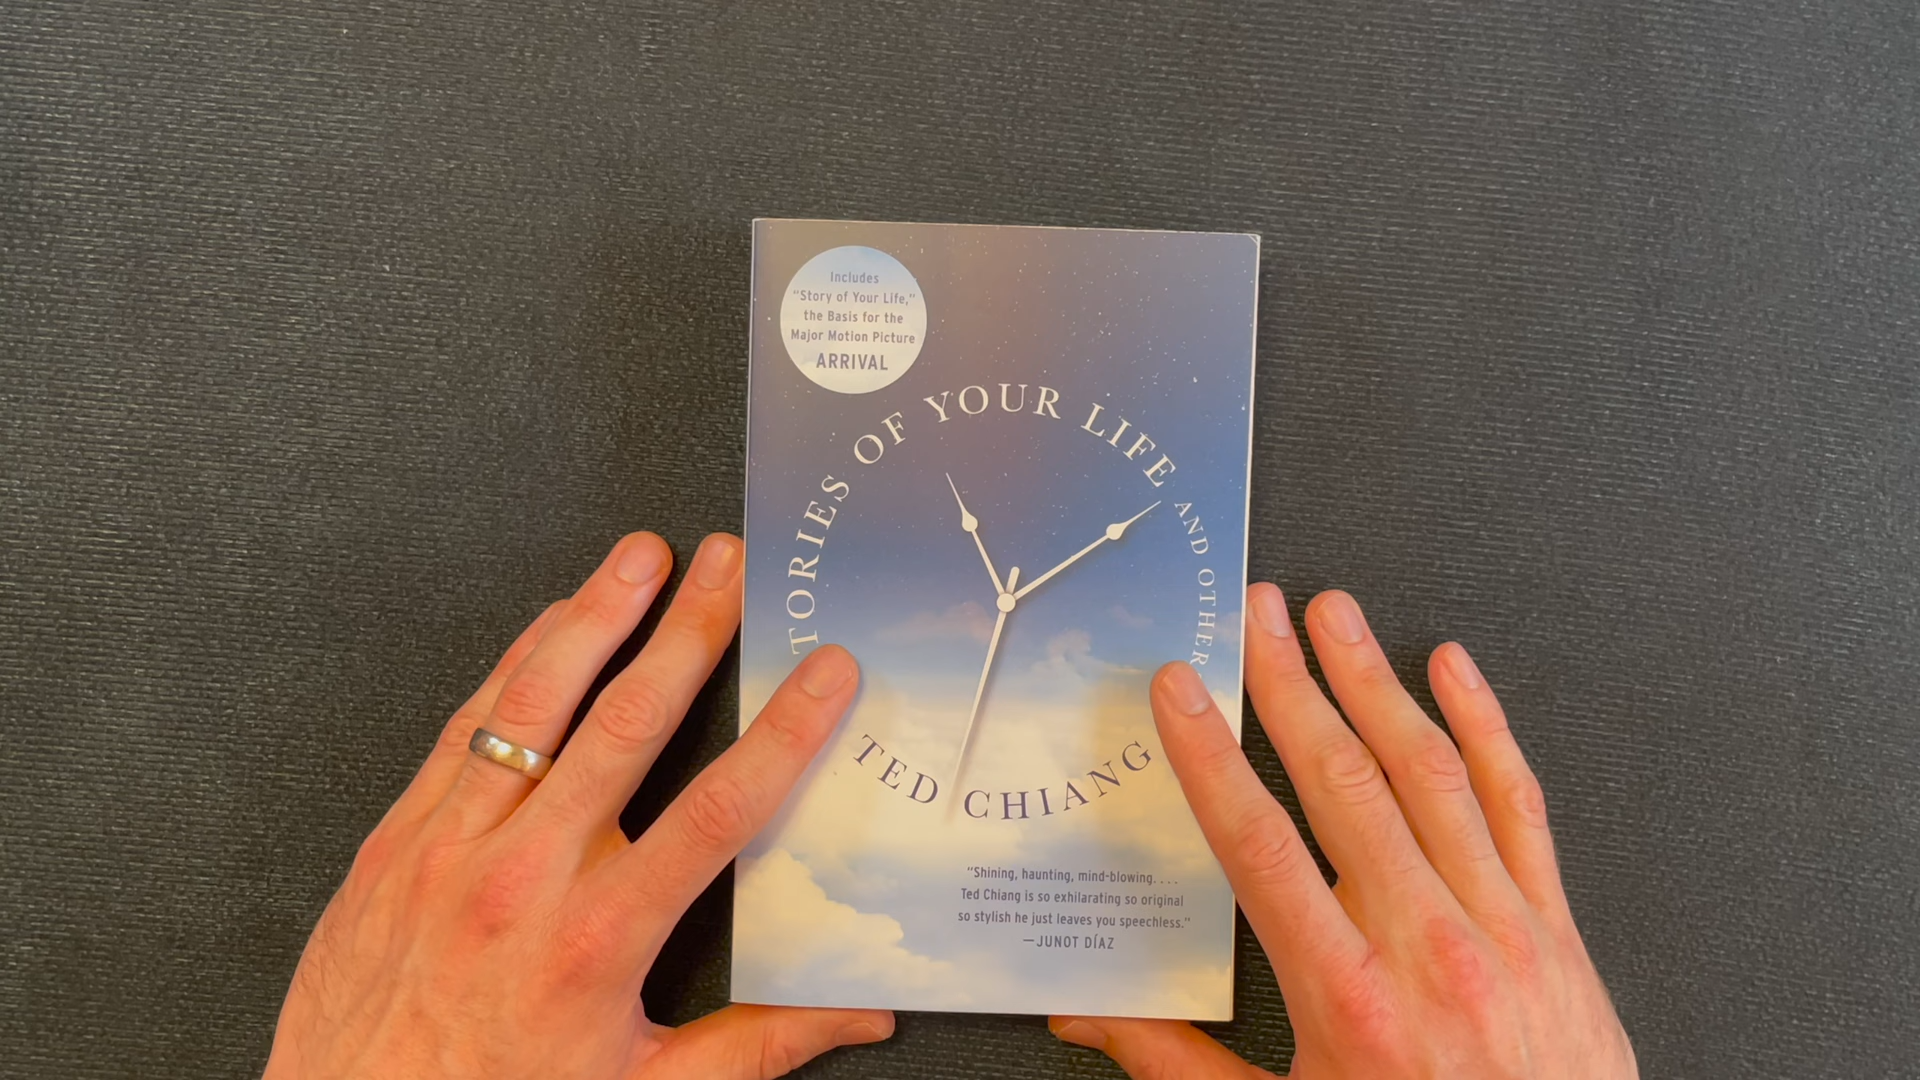 Includes
"Story of Your Life,"
the Basis for the
Major Motion Picture
ARRIVAL
TORIES OF YOUR LIFE AND OTHER
TED CHIANG
"Shining, haunting, mind-blowing. . . .
Ted Chiang is so exhilarating so original
so stylish he just leaves you speechless."
—JUNOT DÍAZ